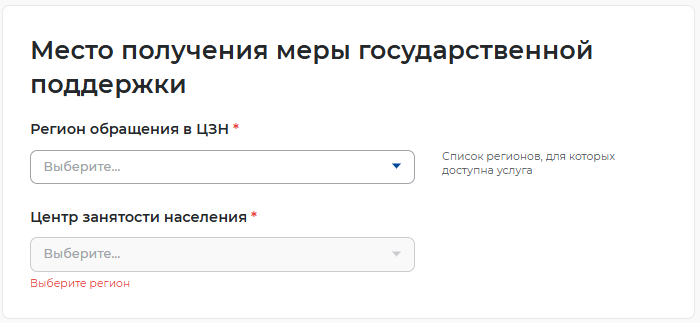 Место получения меры государственной
поддержки
Регион обращения в ЦЗН *
Выберите...
Список регионов, для которых
доступна услуга
Центр занятости населения *
Выберите...
Выберите регион